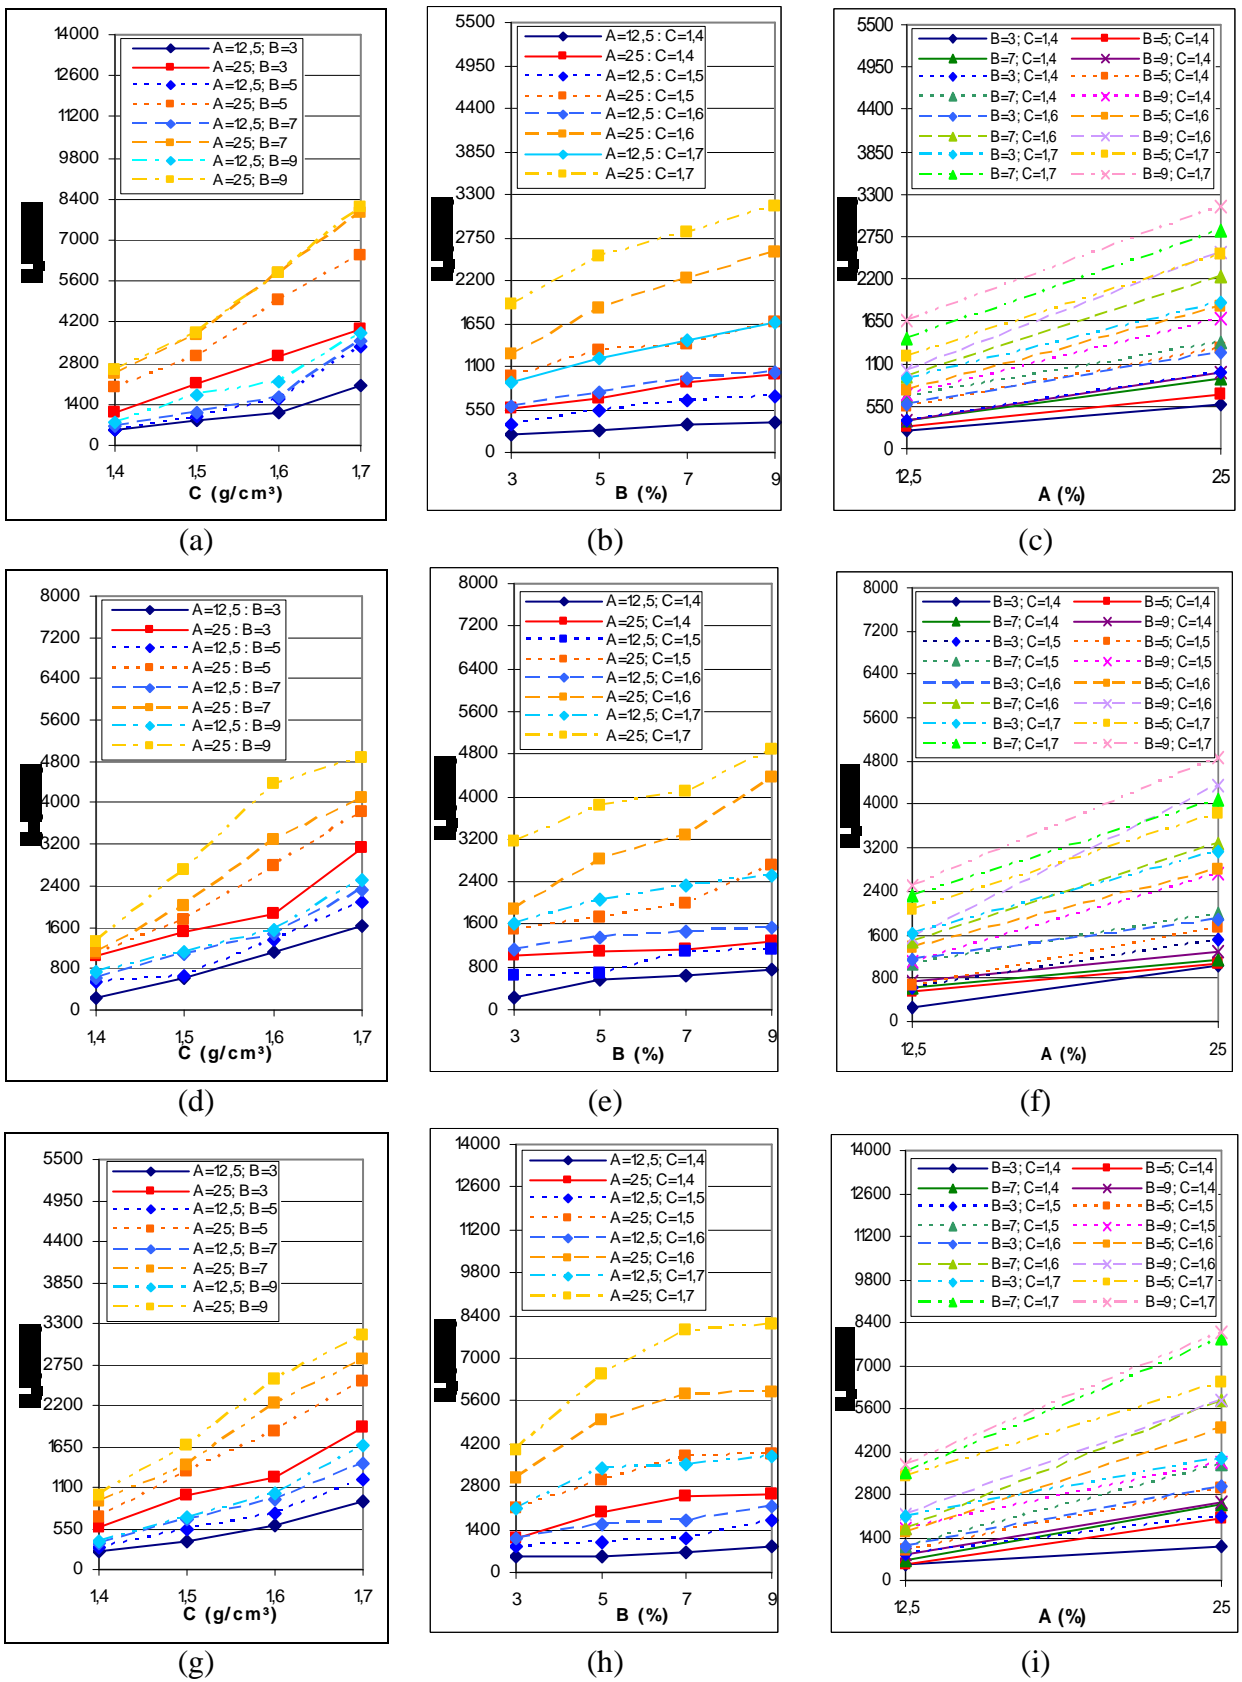 14000
12600
11200
9800
8400
7000
5600
4200
2800
1400
0
A=12,5; B=3
A=25; B=3
A=12,5; B=5
A=25; B=5
A=12,5; B=7
A=25; B=7
A=12,5; B=9
A=25; B=9
1,4 1,5 1,6 1,7
C (g/cm³)
(a)
5500
4950
4400
3850
3300
2750
2200
1650
1100
550
0
A=12,5 : C=1,4
A=25 : C=1,4
A=12,5 : C=1,5
A=25 : C=1,5
A=12,5 : C=1,6
A=25 : C=1,6
A=12,5 : C=1,7
A=25 : C=1,7
3 5 7 9
B (%)
(b)
5500
4950
4400
3850
3300
2750
2200
1650
1100
550
0
B=3; C=1,4 B=5; C=1,4
B=7; C=1,4 B=9; C=1,4
B=3; C=1,4 B=5; C=1,4
B=7; C=1,4 B=9; C=1,4
B=3; C=1,6 B=5; C=1,6
B=7; C=1,6 B=9; C=1,6
B=3; C=1,7 B=5; C=1,7
B=7; C=1,7 B=9; C=1,7
12,5 25
A (%)
(c)
8000
7200
6400
5600
4800
4000
3200
2400
1600
800
0
A=12,5 : B=3
A=25 : B=3
A=12,5 : B=5
A=25 : B=5
A=12,5 : B=7
A=25 : B=7
A=12,5 : B=9
A=25 : B=9
1,4 1,5 1,6 1,7
C (g/cm³)
(d)
8000
7200
6400
5600
4800
4000
3200
2400
1600
800
0
A=12,5; C=1,4
A=25; C=1,4
A=12,5; C=1,5
A=25; C=1,5
A=12,5; C=1,6
A=25; C=1,6
A=12,5; C=1,7
A=25; C=1,7
3 5 7 9
B (%)
(e)
8000
7200
6400
5600
4800
4000
3200
2400
1600
800
0
B=3; C=1,4 B=5; C=1,4
B=7; C=1,4 B=9; C=1,4
B=3; C=1,5 B=5; C=1,5
B=7; C=1,5 B=9; C=1,5
B=3; C=1,6 B=5; C=1,6
B=7; C=1,6 B=9; C=1,6
B=3; C=1,7 B=5; C=1,7
B=7; C=1,7 B=9; C=1,7
12,5 25
A (%)
(f)
5500
4950
4400
3850
3300
2750
2200
1650
1100
550
0
A=12,5; B=3
A=25; B=3
A=12,5; B=5
A=25; B=5
A=12,5; B=7
A=25; B=7
A=12,5; B=9
A=25; B=9
1,4 1,5 1,6 1,7
C (g/cm³)
(g)
14000
12600
11200
9800
8400
7000
5600
4200
2800
1400
0
A=12,5; C=1,4
A=25; C=1,4
A=12,5; C=1,5
A=25; C=1,5
A=12,5; C=1,6
A=25; C=1,6
A=12,5; C=1,7
A=25; C=1,7
3 5 7 9
B (%)
(h)
14000
12600
11200
9800
8400
7000
5600
4200
2800
1400
0
B=3; C=1,4 B=5; C=1,4
B=7; C=1,4 B=9; C=1,4
B=3; C=1,5 B=5; C=1,5
B=7; C=1,5 B=9; C=1,5
B=3; C=1,6 B=5; C=1,6
B=7; C=1,6 B=9; C=1,6
B=3; C=1,7 B=5; C=1,7
B=7; C=1,7 B=9; C=1,7
12,5 25
A (%)
(i)